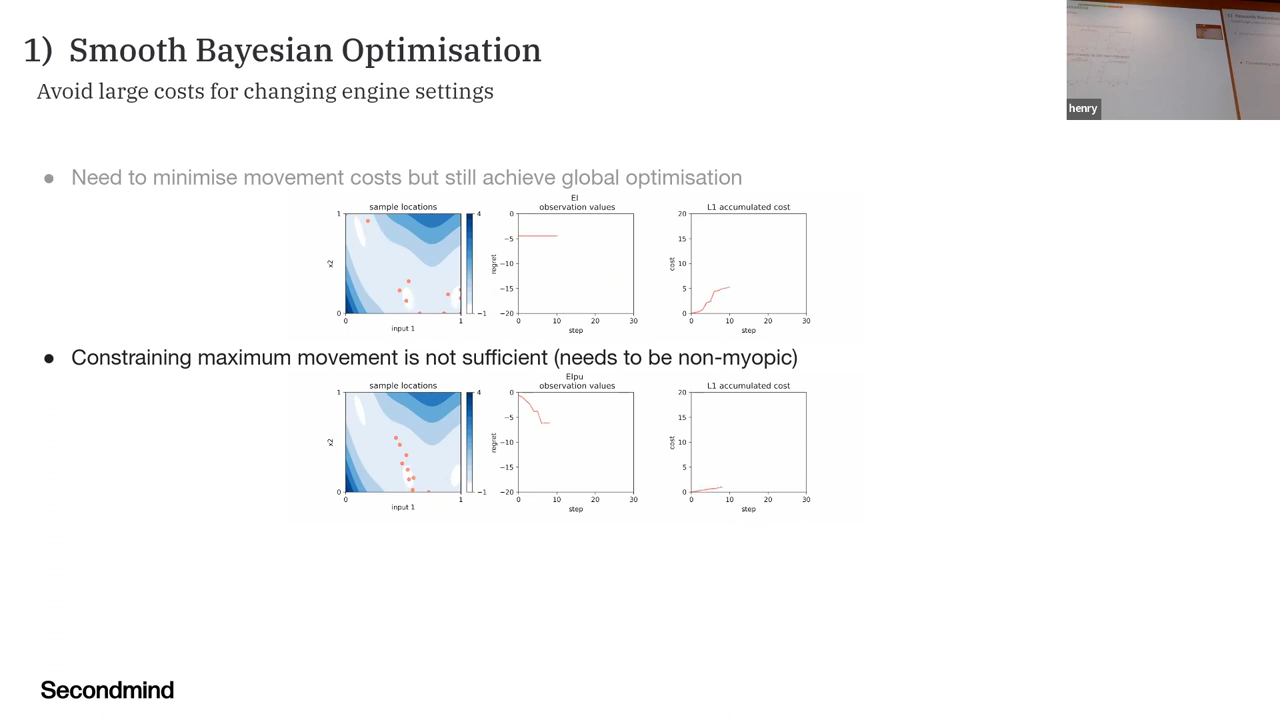 1) Smooth Bayesian Optimisation
Avoid large costs for changing engine settings
henry
● Need to minimise movement costs but still achieve global optimisation
sample locations
1
x2
0
0
input 1
1
4
−1
EI
observation values
0
−5
−10
−15
−20
regret
0 10 20 30
step
L1 accumulated cost
20
15
10
5
0
cost
0 10 20 30
step
● Constraining maximum movement is not sufficient (needs to be non-myopic)
sample locations
1
x2
0
0
input 1
1
4
−1
EIpu
observation values
0
−5
−10
−15
−20
regret
0 10 20 30
step
L1 accumulated cost
20
15
10
5
0
cost
0 10 20 30
step
Secondmind